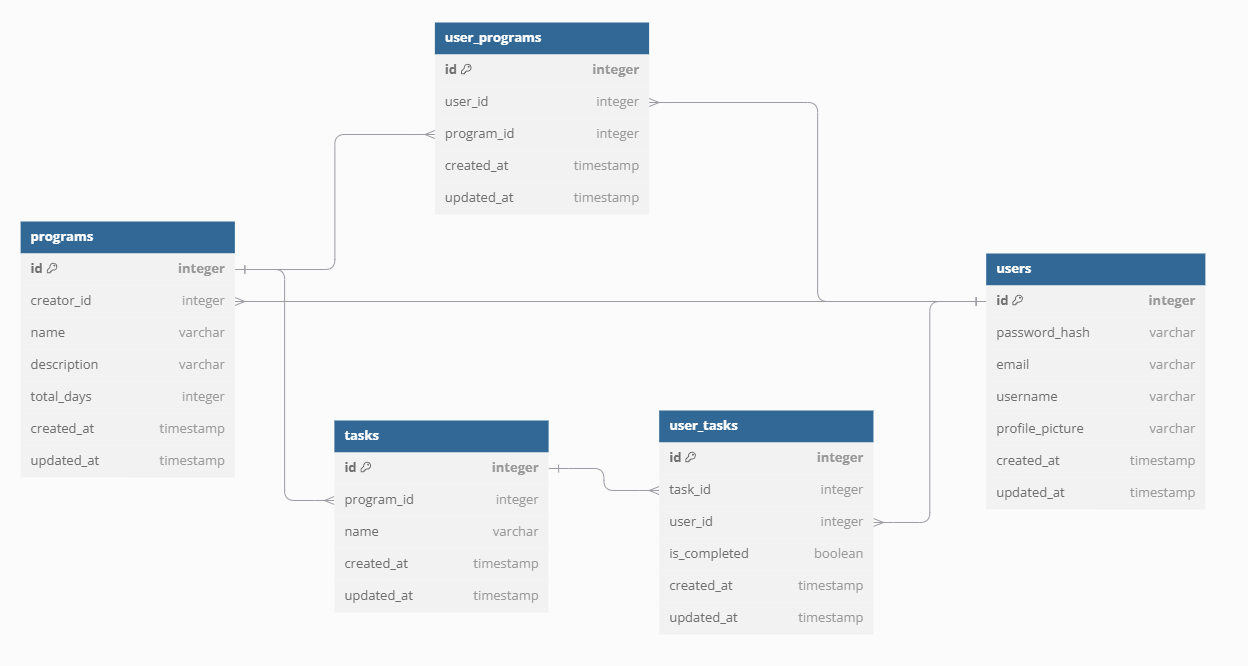 user_programs
id integer
user_id integer
program_id integer
created_at timestamp
updated_at timestamp
programs
id integer
creator_id integer
name varchar
description varchar
total_days integer
created_at timestamp
updated_at timestamp
users
id integer
password_hash varchar
email varchar
username varchar
profile_picture varchar
created_at timestamp
updated_at timestamp
tasks
id integer
program_id integer
name varchar
created_at timestamp
updated_at timestamp
user_tasks
id integer
task_id integer
user_id integer
is_completed boolean
created_at timestamp
updated_at timestamp